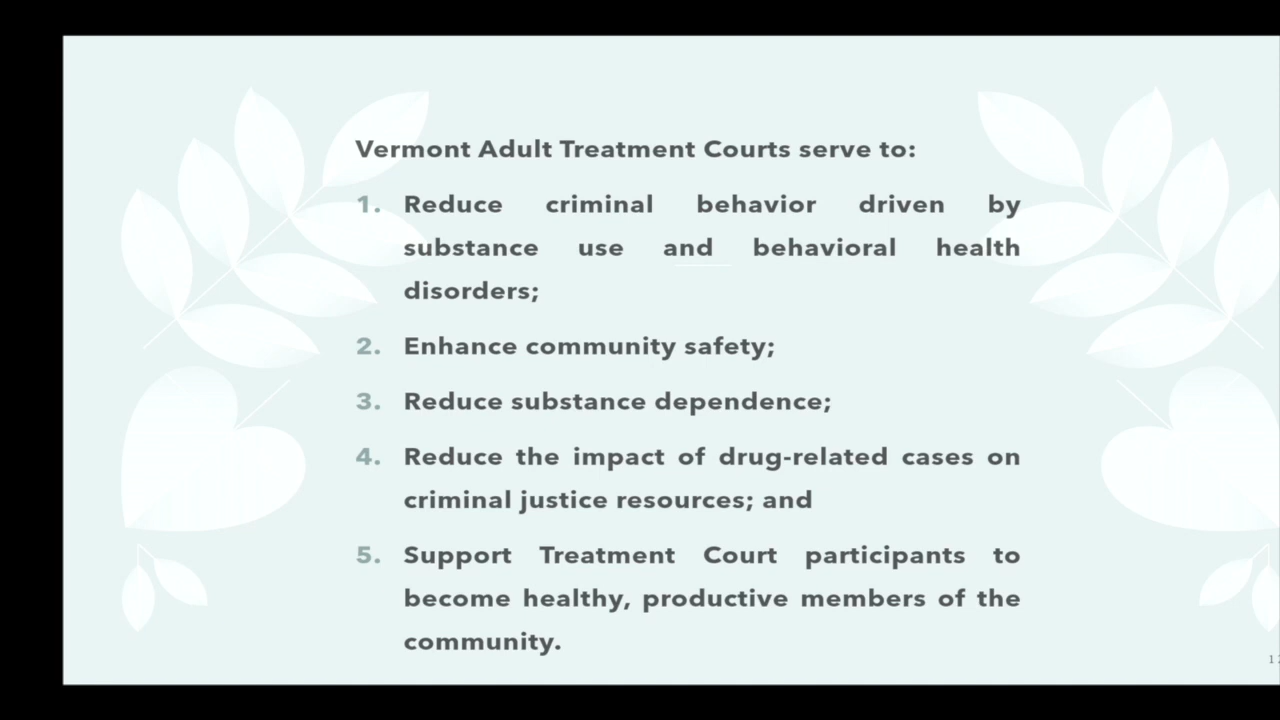 Vermont Adult Treatment Courts serve to:
1. Reduce criminal behavior driven by
substance use and behavioral health
disorders;
2. Enhance community safety;
3. Reduce substance dependence;
4. Reduce the impact of drug-related cases on
criminal justice resources; and
5. Support Treatment Court participants to
become healthy, productive members of the
community.